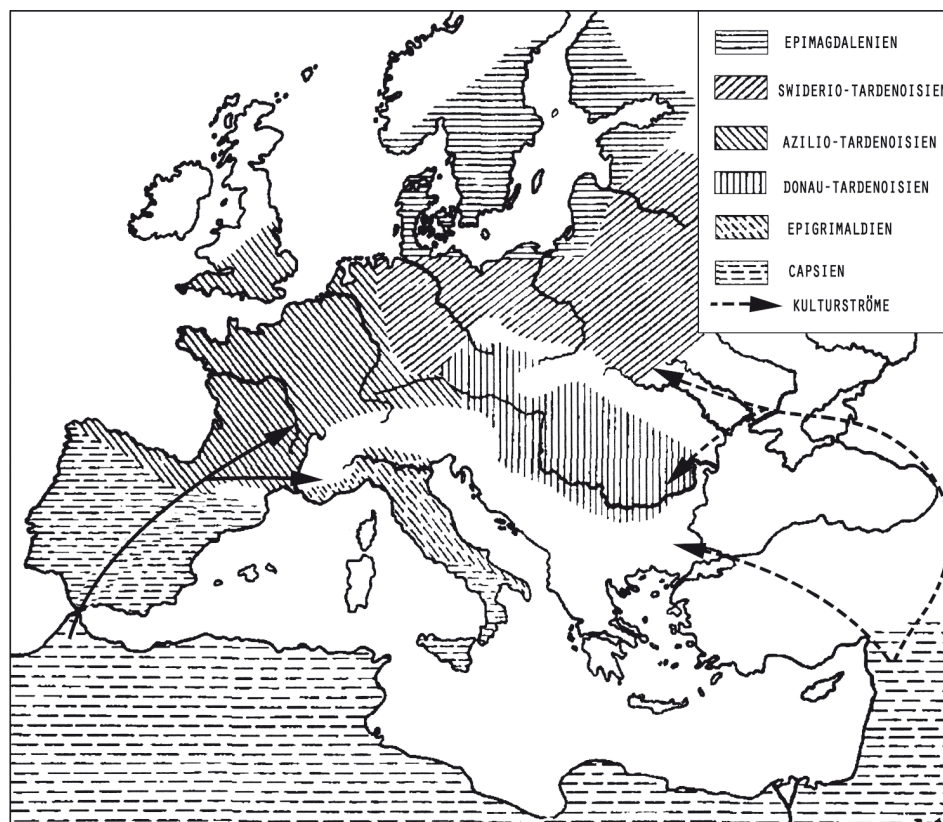 EPIMAGDALENIEN
SWIDERIO-TARDENOISIEN
AZILIO-TARDENOISIEN
DONAU-TARDENOISIEN
EPIGRIMALDIEN
CAPSIEN
KULTURSTRÖME